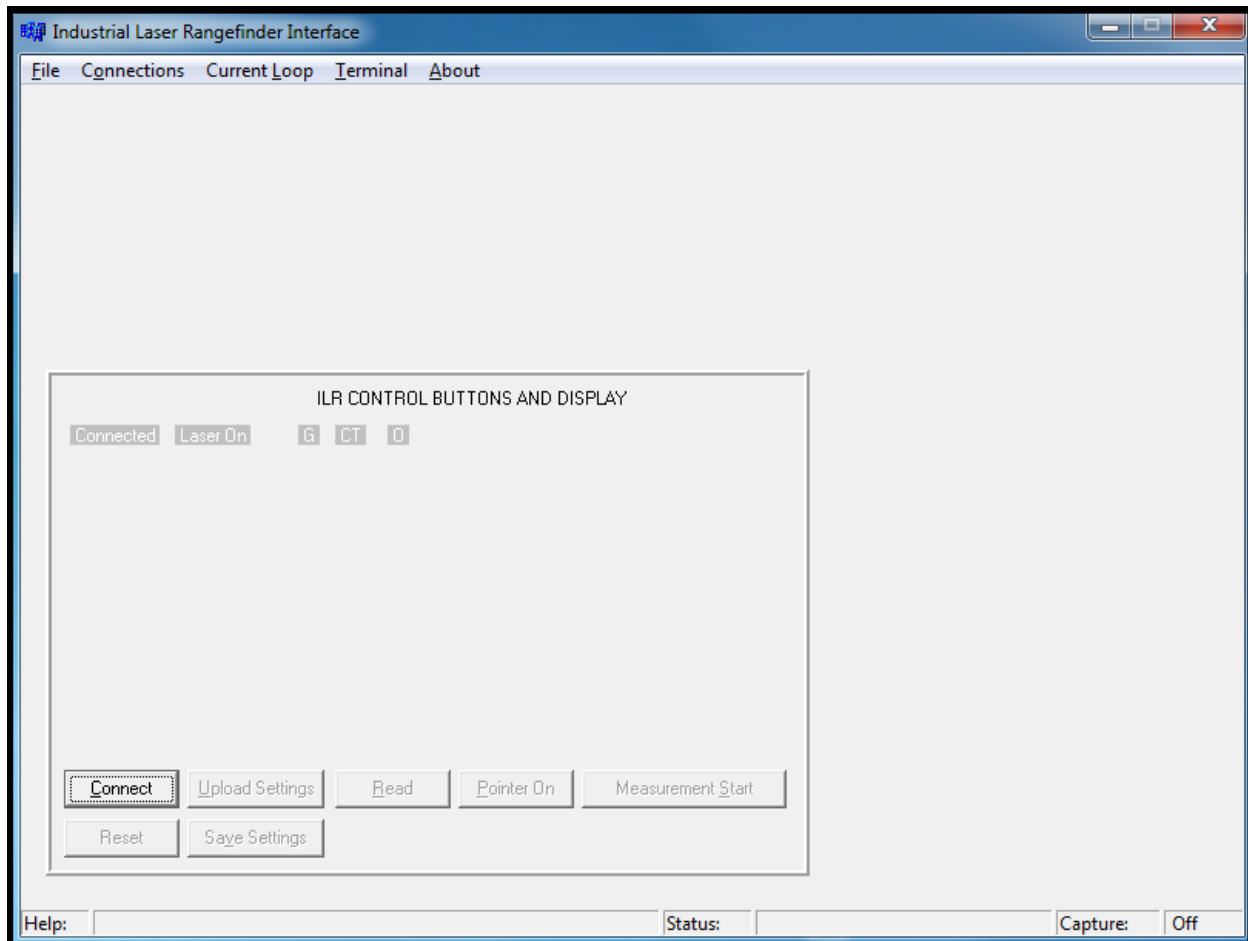 Industrial Laser Rangefinder Interface
File Connections Current Loop Terminal About
ILR CONTROL BUTTONS AND DISPLAY
Connected Laser On G CT O
Connect Upload Settings Read Pointer On Measurement Start
Reset Save Settings
Help: Status: Capture: Off